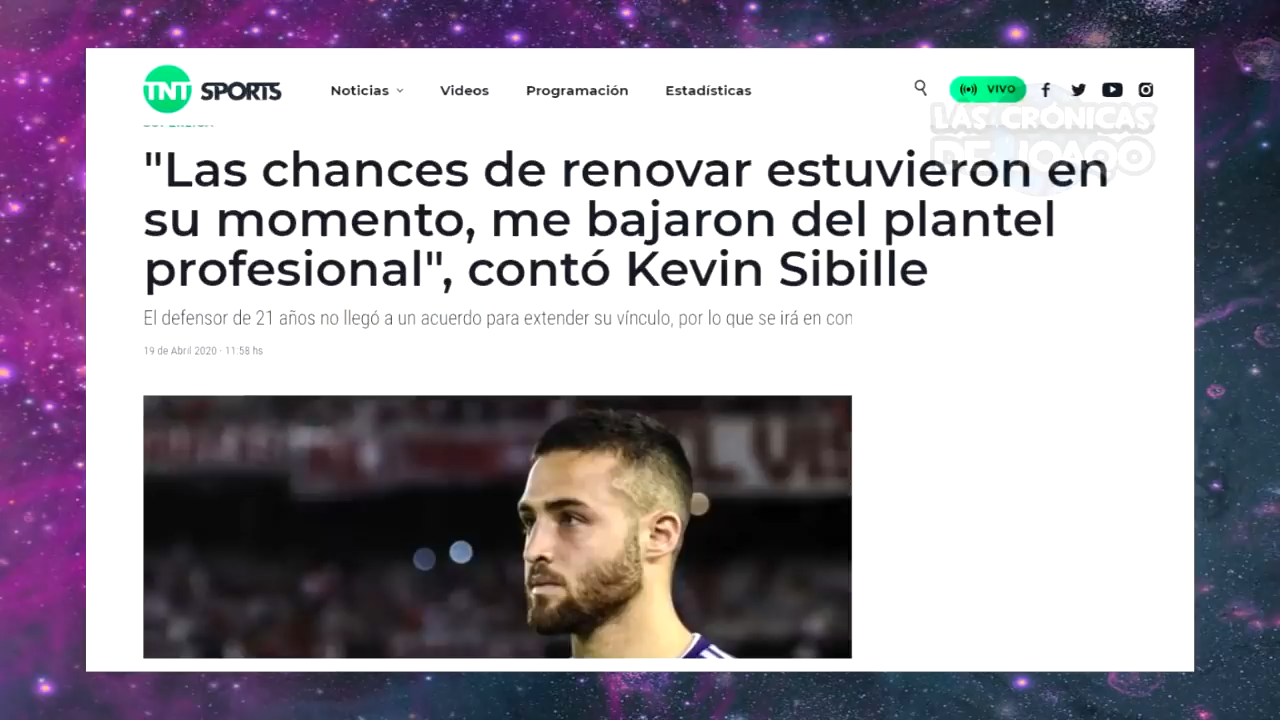 TNT SPORTS Noticias Videos Programación Estadísticas VIVO
LAS CRÓNICAS
DE JOACO
"Las chances de renovar estuvieron en
su momento, me bajaron del plantel
profesional", contó Kevin Sibille
El defensor de 21 años no llegó a un acuerdo para extender su vínculo, por lo que se irá en con
19 de Abril 2020 · 11:58 hs